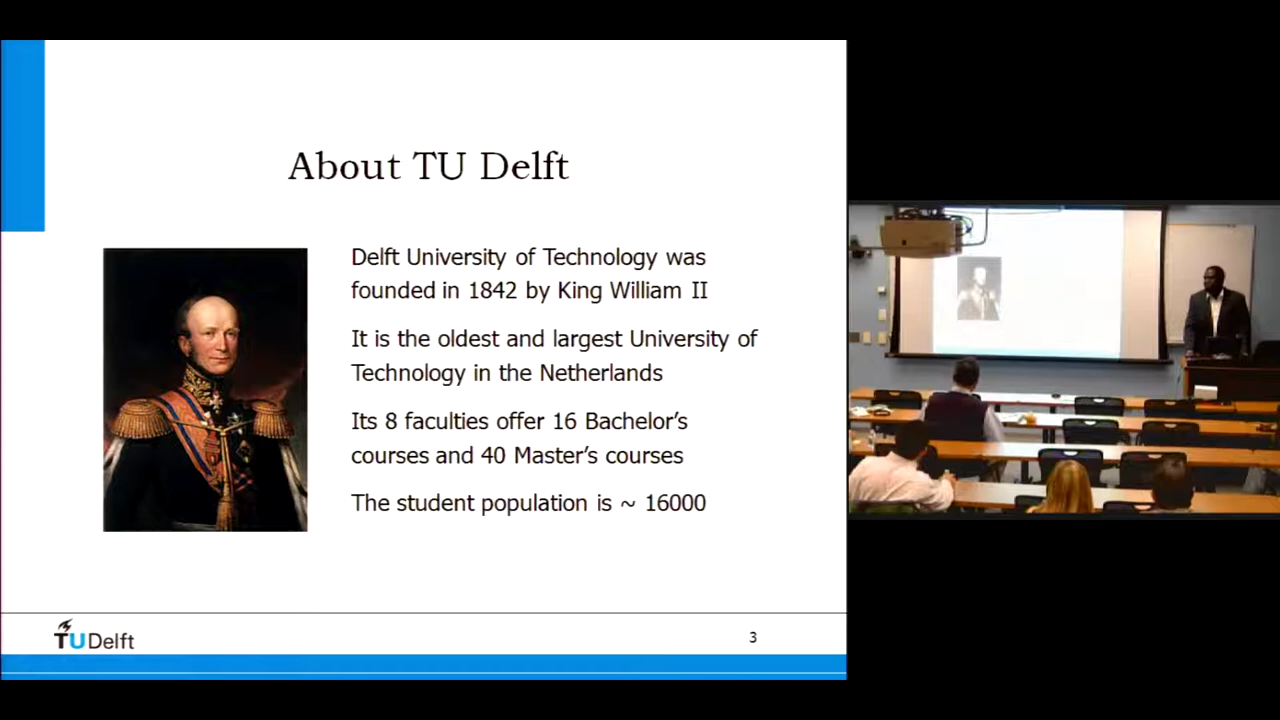 About TU Delft
Delft University of Technology was
founded in 1842 by King William II
It is the oldest and largest University of
Technology in the Netherlands
Its 8 faculties offer 16 Bachelor’s
courses and 40 Master’s courses
The student population is ~ 16000
TU Delft
3